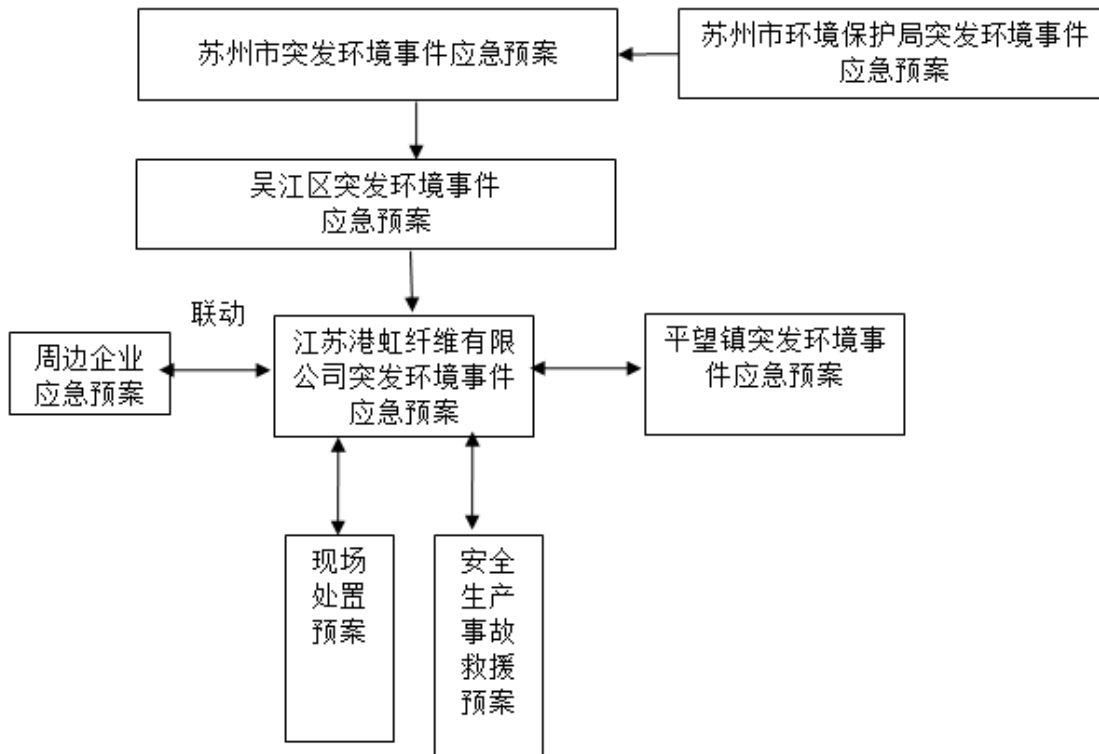 苏州市突发环境事件应急预案
苏州市环境保护局突发环境事件
应急预案
吴江区突发环境事件
应急预案
联动
周边企业
应急预案
江苏港虹纤维有限
公司突发环境事件
应急预案
平望镇突发环境事
件应急预案
现场
处置
预案
安全
生产
事故
救援
预案